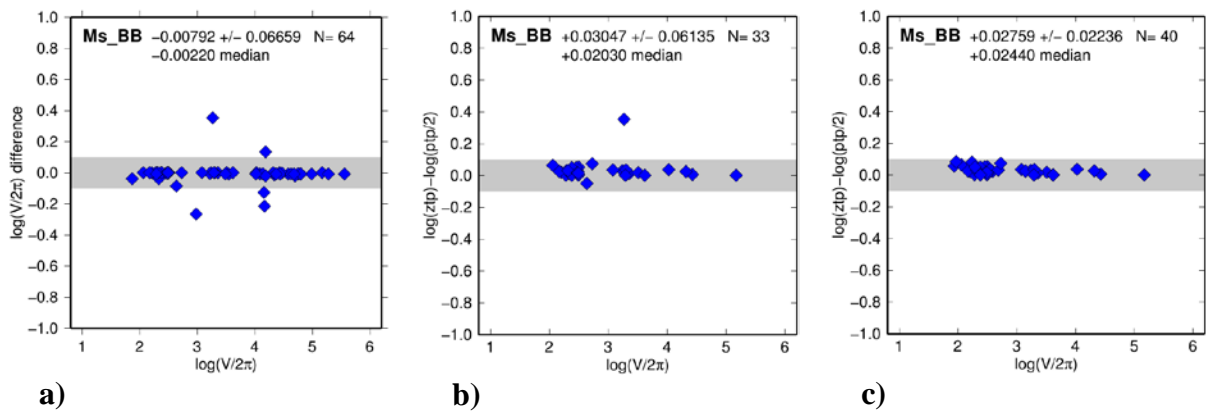 Ms_BB −0.00792 +/− 0.06659 N= 64
−0.00220 median
log(V/2π) difference
1.0
0.8
0.6
0.4
0.2
0.0
−0.2
−0.4
−0.6
−0.8
−1.0
1 2 3 4 5 6
log(V/2π)
a)
Ms_BB +0.03047 +/− 0.06135 N= 33
+0.02030 median
log(ztp)−log(ptp/2)
1.0
0.8
0.6
0.4
0.2
0.0
−0.2
−0.4
−0.6
−0.8
−1.0
1 2 3 4 5 6
log(V/2π)
b)
Ms_BB +0.02759 +/− 0.02236 N= 40
+0.02440 median
log(ztp)−log(ptp/2)
1.0
0.8
0.6
0.4
0.2
0.0
−0.2
−0.4
−0.6
−0.8
−1.0
1 2 3 4 5 6
log(V/2π)
c)